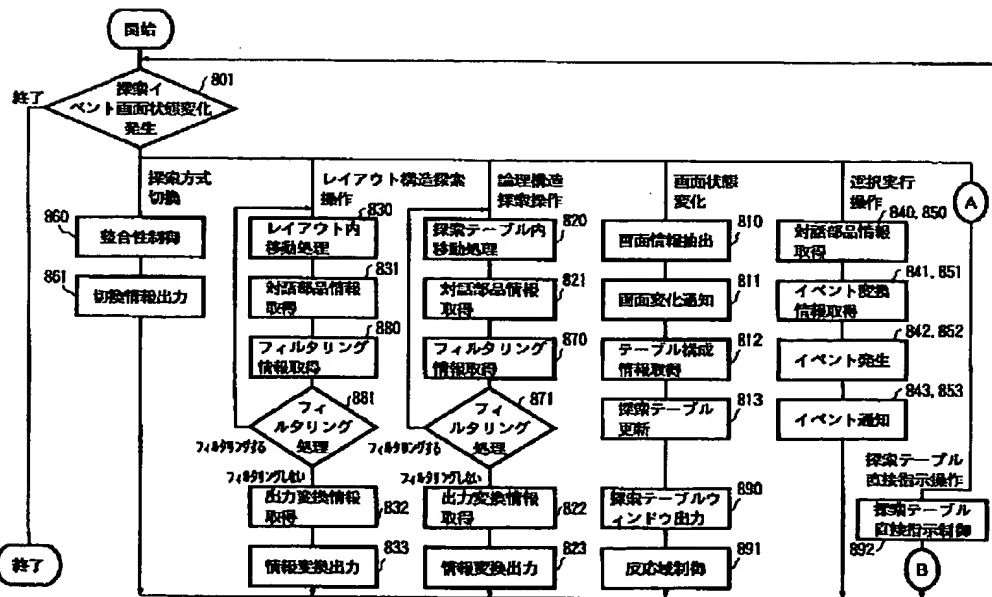 開始
801
探索イ
ベント画面状態変化
発生
終了
終了
探索方式
切換
860
整合性制御
861
切換情報出力
レイアウト構造探索
操作
830
レイアウト内
移動処理
831
対話部品情報
取得
880
フィルタリング
情報取得
881
フィ
ルタリング
処理
フィルタリングする
フィルタリングしない
出力変換情報
取得
832
情報変換出力
833
論理構造
探索操作
820
探索テーブル内
移動処理
821
対話部品情報
取得
870
フィルタリング
情報取得
871
フィ
ルタリング
処理
フィルタリングする
フィルタリングしない
出力変換情報
取得
822
情報変換出力
823
画面状態
変化
810
画面情報抽出
811
画面変化通知
812
テーブル構成
情報取得
813
探索テーブル
更新
890
探索テーブルウ
ィンドウ出力
891
反応域制御
選択実行
操作
840,850
対話部品情報
取得
841,851
イベント変換
情報取得
842,852
イベント発生
843,853
イベント通知
A
探索テーブル
直接指示操作
探索テーブル
直接指示制御
892
B